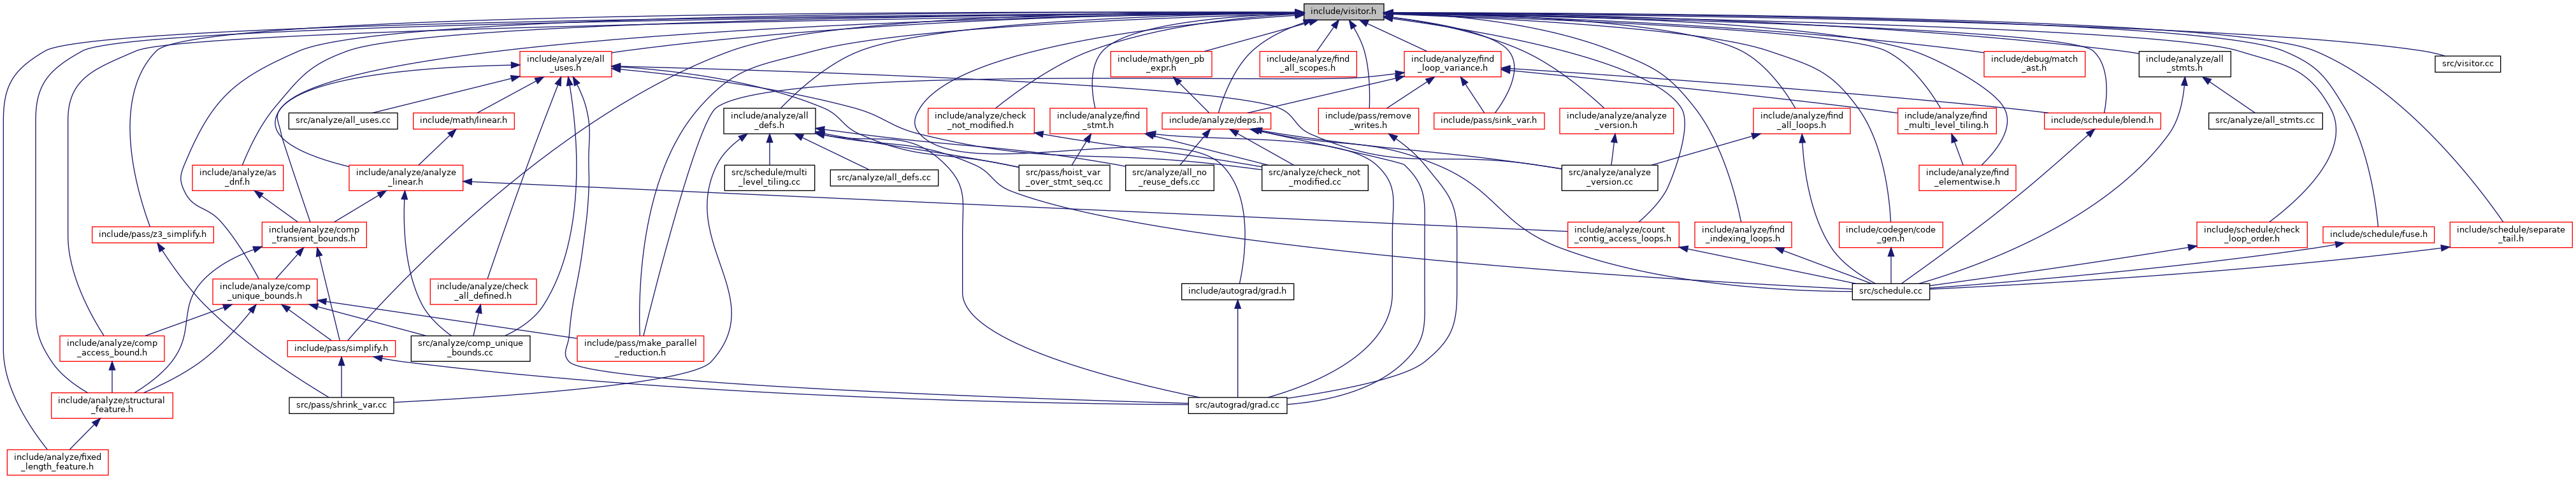 include/visitor.h
include/analyze/all
_uses.h
include/math/gen_pb
_expr.h
include/analyze/find
_all_scopes.h
include/analyze/find
_loop_variance.h
include/debug/match
_ast.h
include/analyze/all
_stmts.h
src/visitor.cc
src/analyze/all_uses.cc
include/math/linear.h
include/analyze/all
_defs.h
include/analyze/check
_not_modified.h
include/analyze/find
_stmt.h
include/analyze/deps.h
include/pass/remove
_writes.h
include/pass/sink_var.h
include/analyze/analyze
_version.h
include/analyze/find
_all_loops.h
include/analyze/find
_multi_level_tiling.h
include/schedule/blend.h
src/analyze/all_stmts.cc
include/analyze/as
_dnf.h
include/analyze/analyze
_linear.h
src/schedule/multi
_level_tiling.cc
src/analyze/all_defs.cc
src/pass/hoist_var
_over_stmt_seq.cc
src/analyze/all_no
_reuse_defs.cc
src/analyze/check_not
_modified.cc
src/analyze/analyze
_version.cc
include/analyze/find
_elementwise.h
include/pass/z3_simplify.h
include/analyze/comp
_transient_bounds.h
include/analyze/count
_contig_access_loops.h
include/analyze/find
_indexing_loops.h
include/codegen/code
_gen.h
include/schedule/check
_loop_order.h
include/schedule/fuse.h
include/schedule/separate
_tail.h
include/analyze/comp
_unique_bounds.h
include/analyze/check
_all_defined.h
include/autograd/grad.h
src/schedule.cc
include/analyze/comp
_access_bound.h
include/pass/simplify.h
src/analyze/comp_unique
_bounds.cc
include/pass/make_parallel
_reduction.h
include/analyze/structural
_feature.h
src/pass/shrink_var.cc
src/autograd/grad.cc
include/analyze/fixed
_length_feature.h